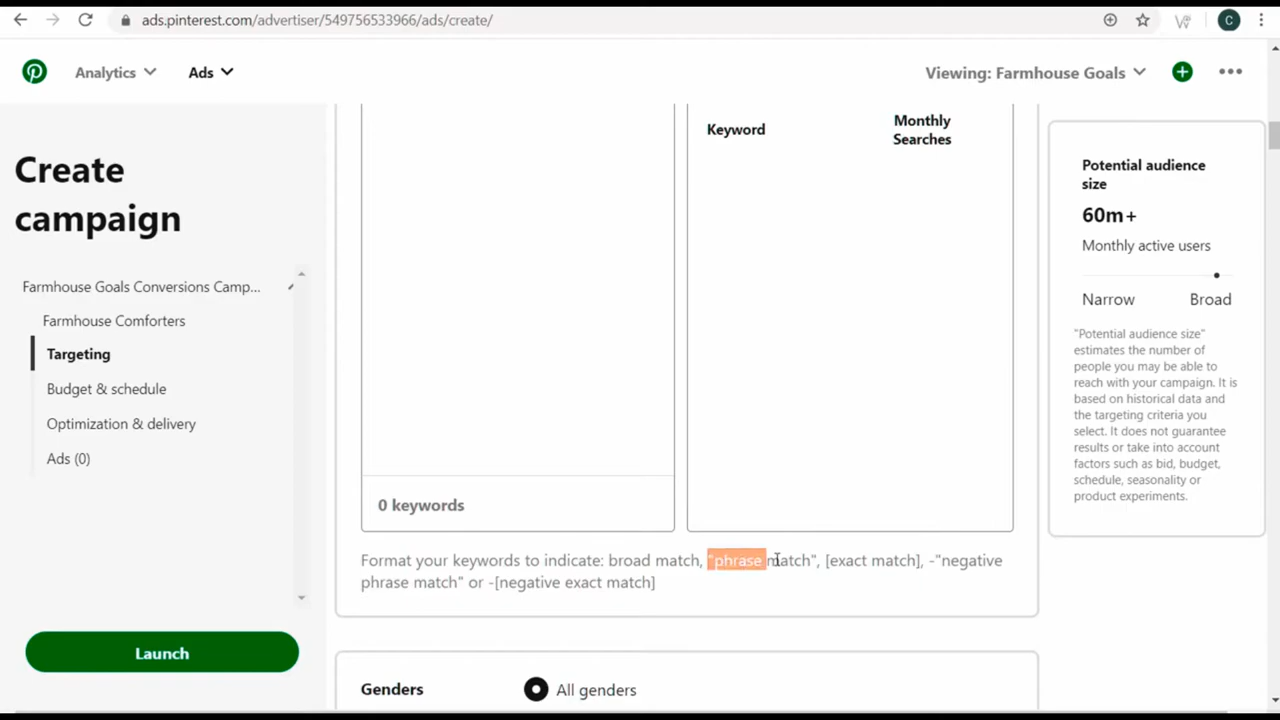 ads.pinterest.com/advertiser/549756533966/ads/create/
C
Analytics
Ads
Viewing: Farmhouse Goals
Create
campaign
Farmhouse Goals Conversions Camp...
Farmhouse Comforters
Targeting
Budget & schedule
Optimization & delivery
Ads (0)
Launch
Keyword
Monthly
Searches
0 keywords
Format your keywords to indicate: broad match, "phrase match", [exact match], -"negative
phrase match" or -[negative exact match]
Genders
All genders
Potential audience
size
60m+
Monthly active users
Narrow
Broad
"Potential audience size"
estimates the number of
people you may be able to
reach with your campaign. It is
based on historical data and
the targeting criteria you
select. It does not guarantee
results or take into account
factors such as bid, budget,
schedule, seasonality or
product experiments.